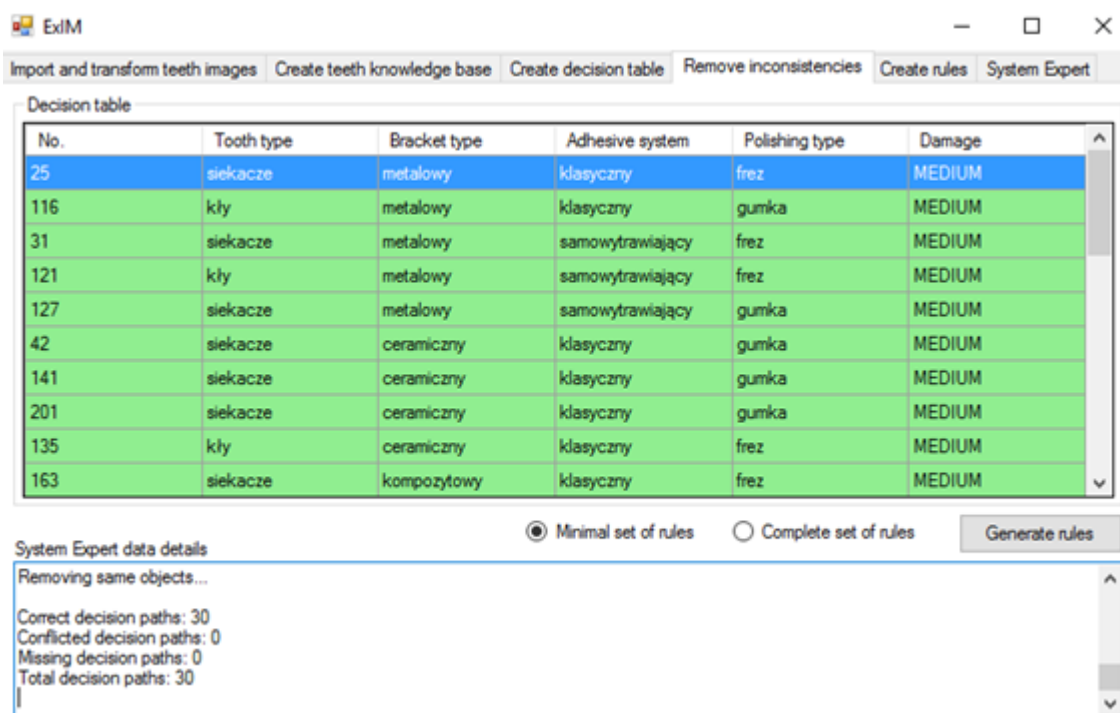 ExIM
Import and transform teeth images Create teeth knowledge base Create decision table Remove inconsistencies Create rules System Expert
Decision table
No. Tooth type Bracket type Adhesive system Polishing type Damage
25 siekacze metalowy klasyczny frez MEDIUM
116 kły metalowy klasyczny gumka MEDIUM
31 siekacze metalowy samowytrawiający frez MEDIUM
121 kły metalowy samowytrawiający frez MEDIUM
127 siekacze metalowy samowytrawiający gumka MEDIUM
42 siekacze ceramiczny klasyczny gumka MEDIUM
141 siekacze ceramiczny klasyczny gumka MEDIUM
201 siekacze ceramiczny klasyczny gumka MEDIUM
135 kły ceramiczny klasyczny frez MEDIUM
163 siekacze kompozytowy klasyczny frez MEDIUM
Minimal set of rules Complete set of rules Generate rules
System Expert data details
Removing same objects...
Correct decision paths: 30
Conflicted decision paths: 0
Missing decision paths: 0
Total decision paths: 30